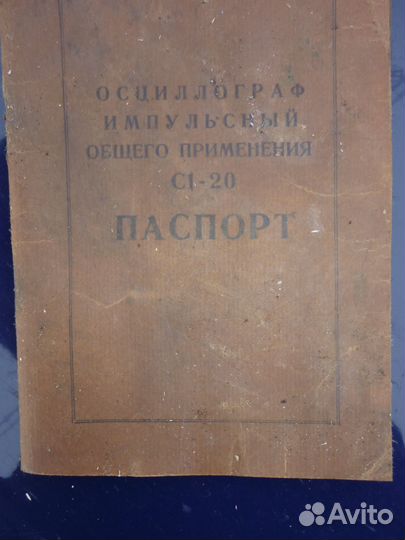 ОСЦИЛЛОГРАФ
ИМПУЛЬСНЫЙ
ОБЩЕГО ПРИМЕНЕНИЯ
С1-20
ПАСПОРТ
Avito